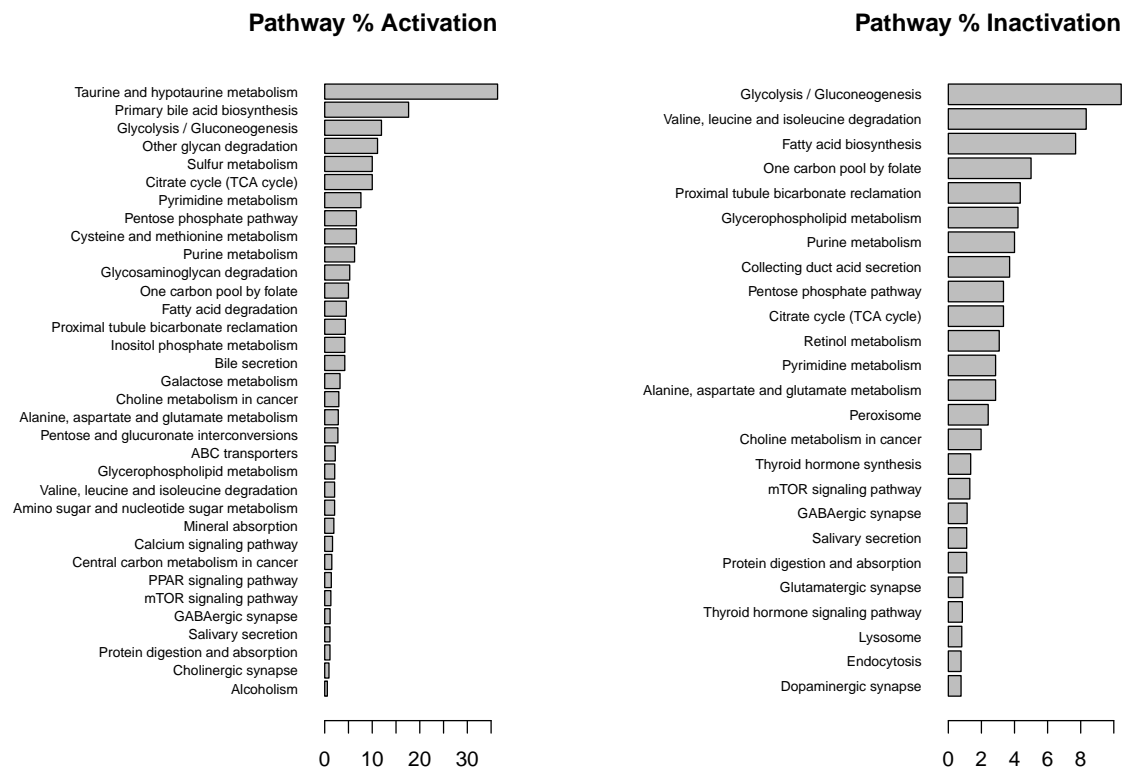 Pathway % Activation
Taurine and hypotaurine metabolism
Primary bile acid biosynthesis
Glycolysis / Gluconeogenesis
Other glycan degradation
Sulfur metabolism
Citrate cycle (TCA cycle)
Pyrimidine metabolism
Pentose phosphate pathway
Cysteine and methionine metabolism
Purine metabolism
Glycosaminoglycan degradation
One carbon pool by folate
Fatty acid degradation
Proximal tubule bicarbonate reclamation
Inositol phosphate metabolism
Bile secretion
Galactose metabolism
Choline metabolism in cancer
Alanine, aspartate and glutamate metabolism
Pentose and glucuronate interconversions
ABC transporters
Glycerophospholipid metabolism
Valine, leucine and isoleucine degradation
Amino sugar and nucleotide sugar metabolism
Mineral absorption
Calcium signaling pathway
Central carbon metabolism in cancer
PPAR signaling pathway
mTOR signaling pathway
GABAergic synapse
Salivary secretion
Protein digestion and absorption
Cholinergic synapse
Alcoholism
0 10 20 30
Pathway % Inactivation
Glycolysis / Gluconeogenesis
Valine, leucine and isoleucine degradation
Fatty acid biosynthesis
One carbon pool by folate
Proximal tubule bicarbonate reclamation
Glycerophospholipid metabolism
Purine metabolism
Collecting duct acid secretion
Pentose phosphate pathway
Citrate cycle (TCA cycle)
Retinol metabolism
Pyrimidine metabolism
Alanine, aspartate and glutamate metabolism
Peroxisome
Choline metabolism in cancer
Thyroid hormone synthesis
mTOR signaling pathway
GABAergic synapse
Salivary secretion
Protein digestion and absorption
Glutamatergic synapse
Thyroid hormone signaling pathway
Lysosome
Endocytosis
Dopaminergic synapse
0 2 4 6 8